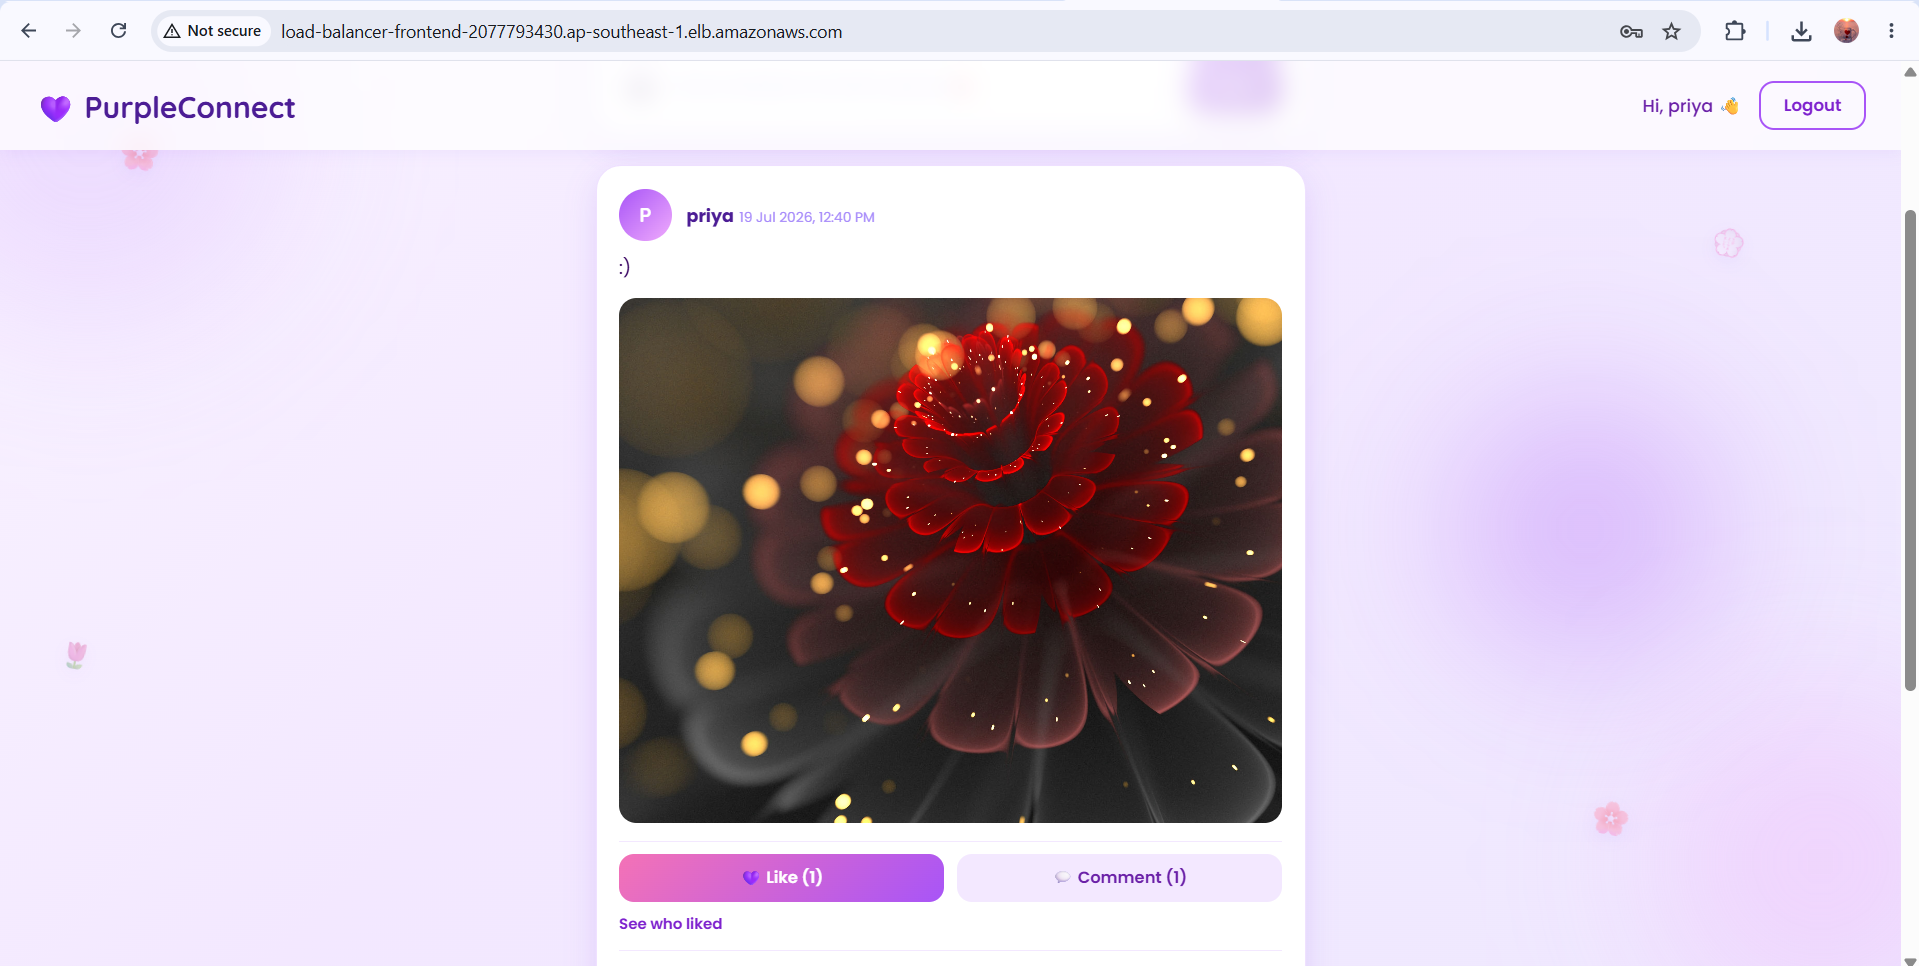 Not secure
load-balancer-frontend-2077793430.ap-southeast-1.elb.amazonaws.com
PurpleConnect
Hi, priya 👋
Logout
P
priya 19 Jul 2026, 12:40 PM
:)
💜 Like (1)
💬 Comment (1)
See who liked